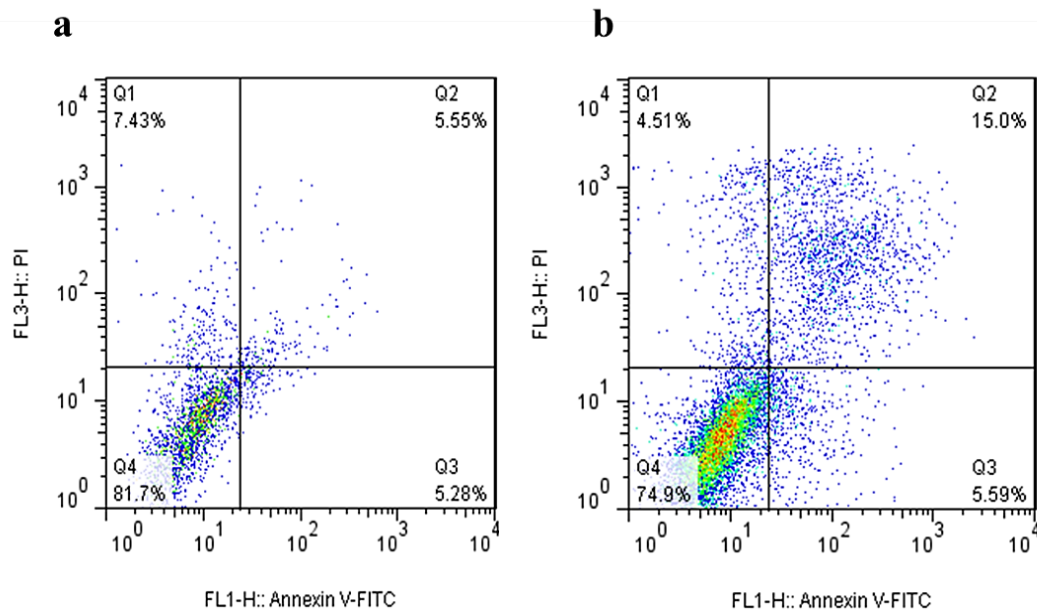 a
b
Q1
7.43%
Q2
5.55%
Q4
81.7%
Q3
5.28%
10^4
10^3
10^2
10^1
10^0
FL3-H:: PI
10^0 10^1 10^2 10^3 10^4
FL1-H:: Annexin V-FITC
Q1
4.51%
Q2
15.0%
Q4
74.9%
Q3
5.59%
10^4
10^3
10^2
10^1
10^0
FL3-H:: PI
10^0 10^1 10^2 10^3 10^4
FL1-H:: Annexin V-FITC